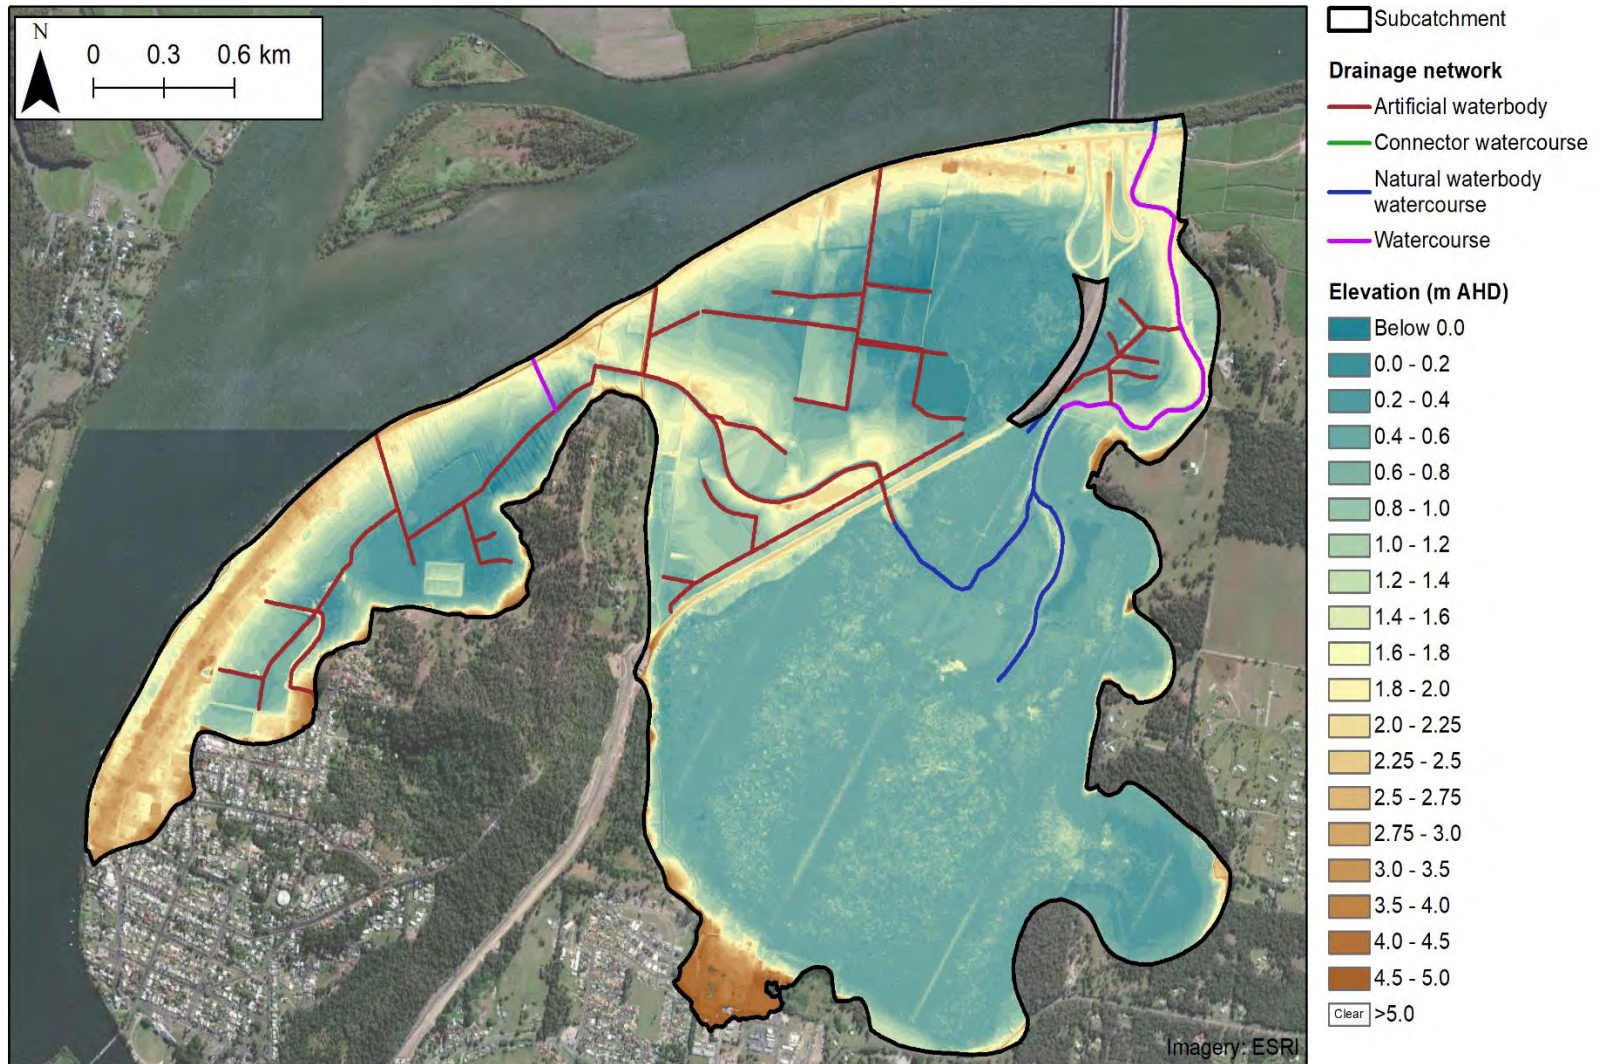 N
0 0.3 0.6 km
Subcatchment
Drainage network
Artificial waterbody
Connector watercourse
Natural waterbody
watercourse
Watercourse
Elevation (m AHD)
Below 0.0
0.0 - 0.2
0.2 - 0.4
0.4 - 0.6
0.6 - 0.8
0.8 - 1.0
1.0 - 1.2
1.2 - 1.4
1.4 - 1.6
1.6 - 1.8
1.8 - 2.0
2.0 - 2.25
2.25 - 2.5
2.5 - 2.75
2.75 - 3.0
3.0 - 3.5
3.5 - 4.0
4.0 - 4.5
4.5 - 5.0
Clear >5.0
Imagery: ESRI